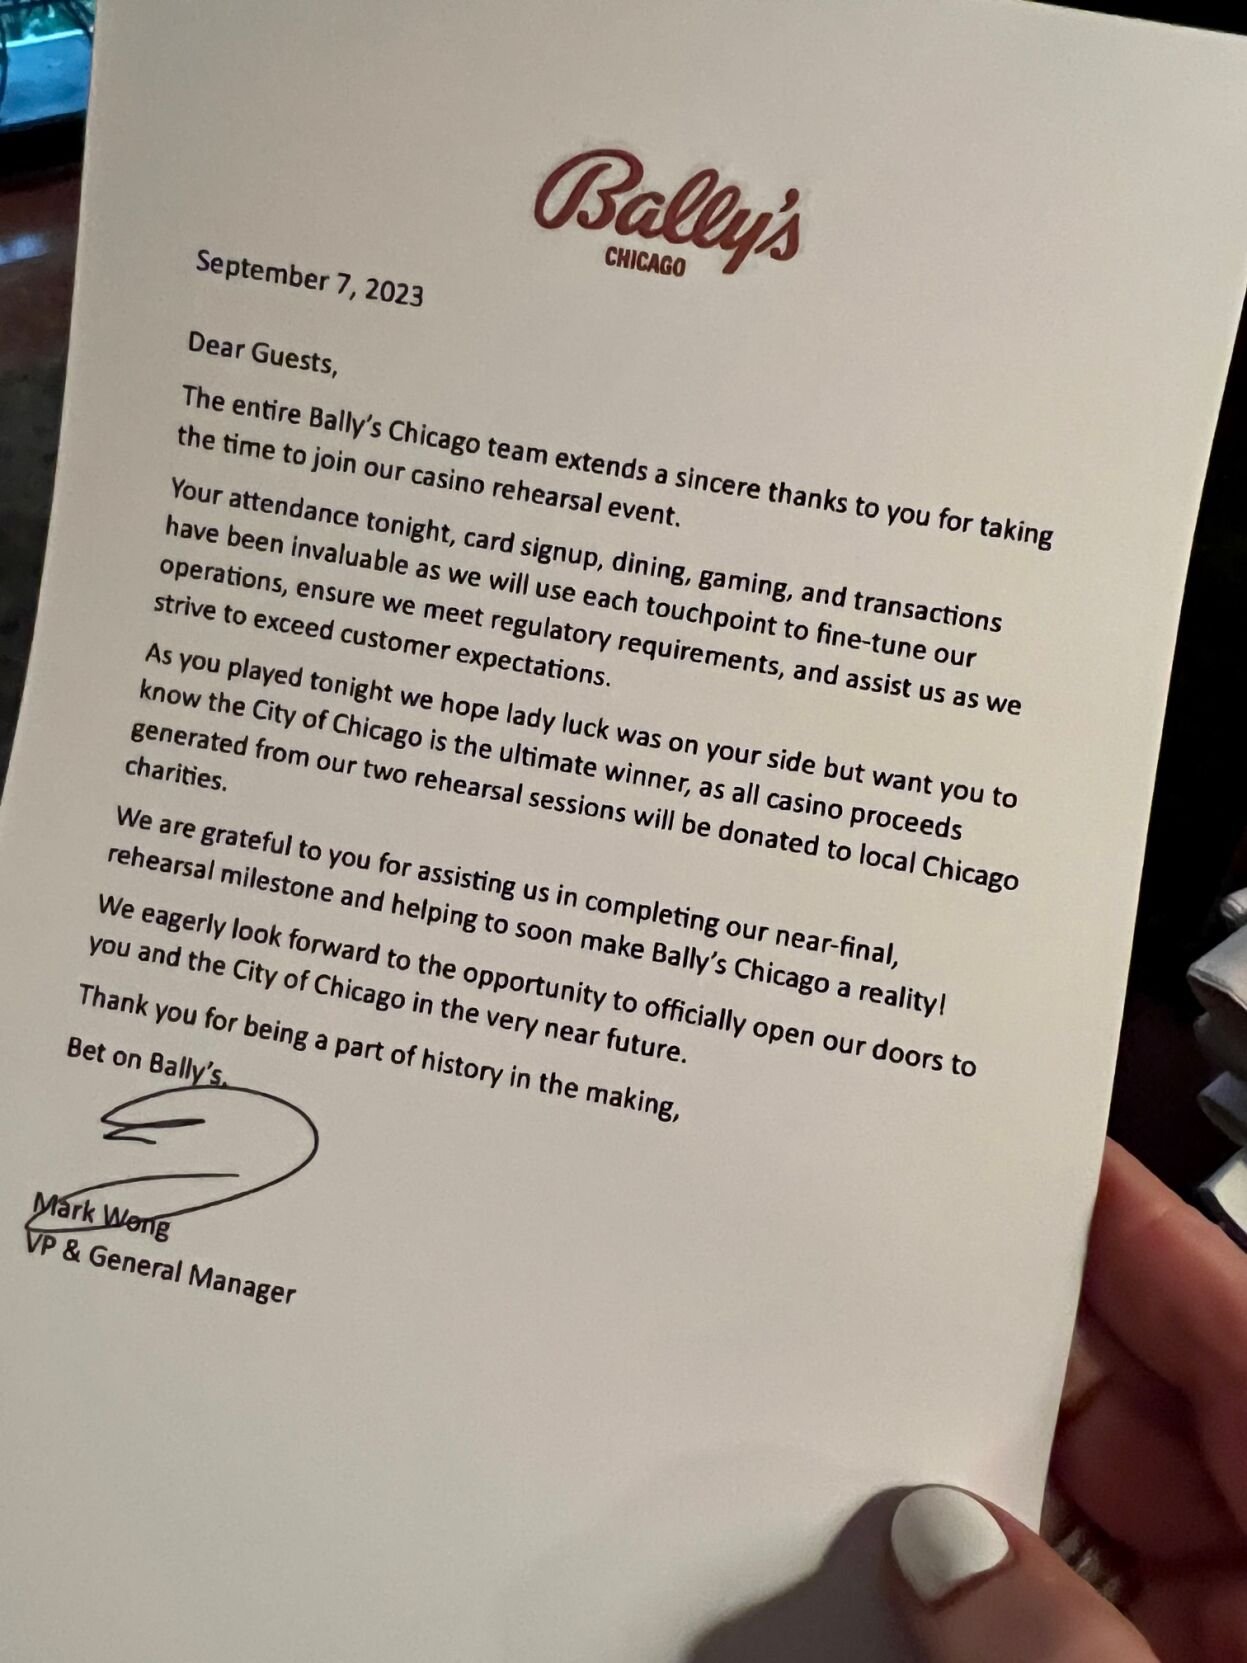 Bally's
CHICAGO
September 7, 2023
Dear Guests,
The entire Bally's Chicago team extends a sincere thanks to you for taking
the time to join our casino rehearsal event.
Your attendance tonight, card signup, dining, gaming, and transactions
have been invaluable as we will use each touchpoint to fine-tune our
operations, ensure we meet regulatory requirements, and assist us as we
strive to exceed customer expectations.
As you played tonight we hope lady luck was on your side but want you to
know the City of Chicago is the ultimate winner, as all casino proceeds
generated from our two rehearsal sessions will be donated to local Chicago
charities.
We are grateful to you for assisting us in completing our near-final,
rehearsal milestone and helping to soon make Bally's Chicago a reality!
We eagerly look forward to the opportunity to officially open our doors to
you and the City of Chicago in the very near future.
Thank you for being a part of history in the making,
Bet on Bally's.
Mark Wong
VP & General Manager